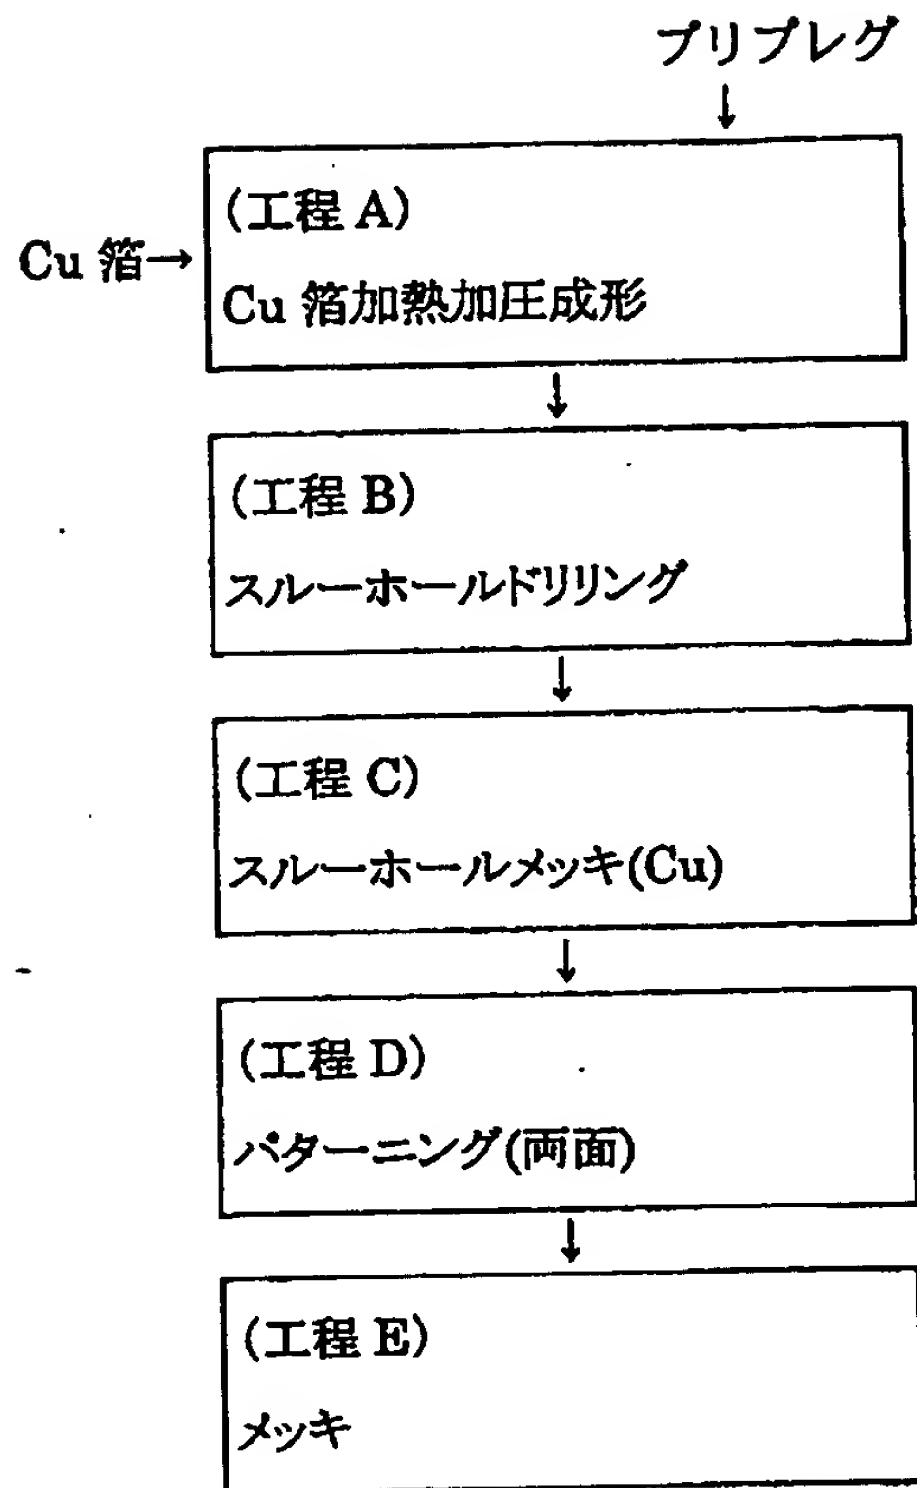 プリプレグ
↓
(工程 A)
Cu 箔→
Cu 箔加熱加圧成形
↓
(工程 B)
スルーホールドリリング
↓
(工程 C)
スルーホールメッキ(Cu)
↓
(工程 D)
パターニング(両面)
↓
(工程 E)
メッキ